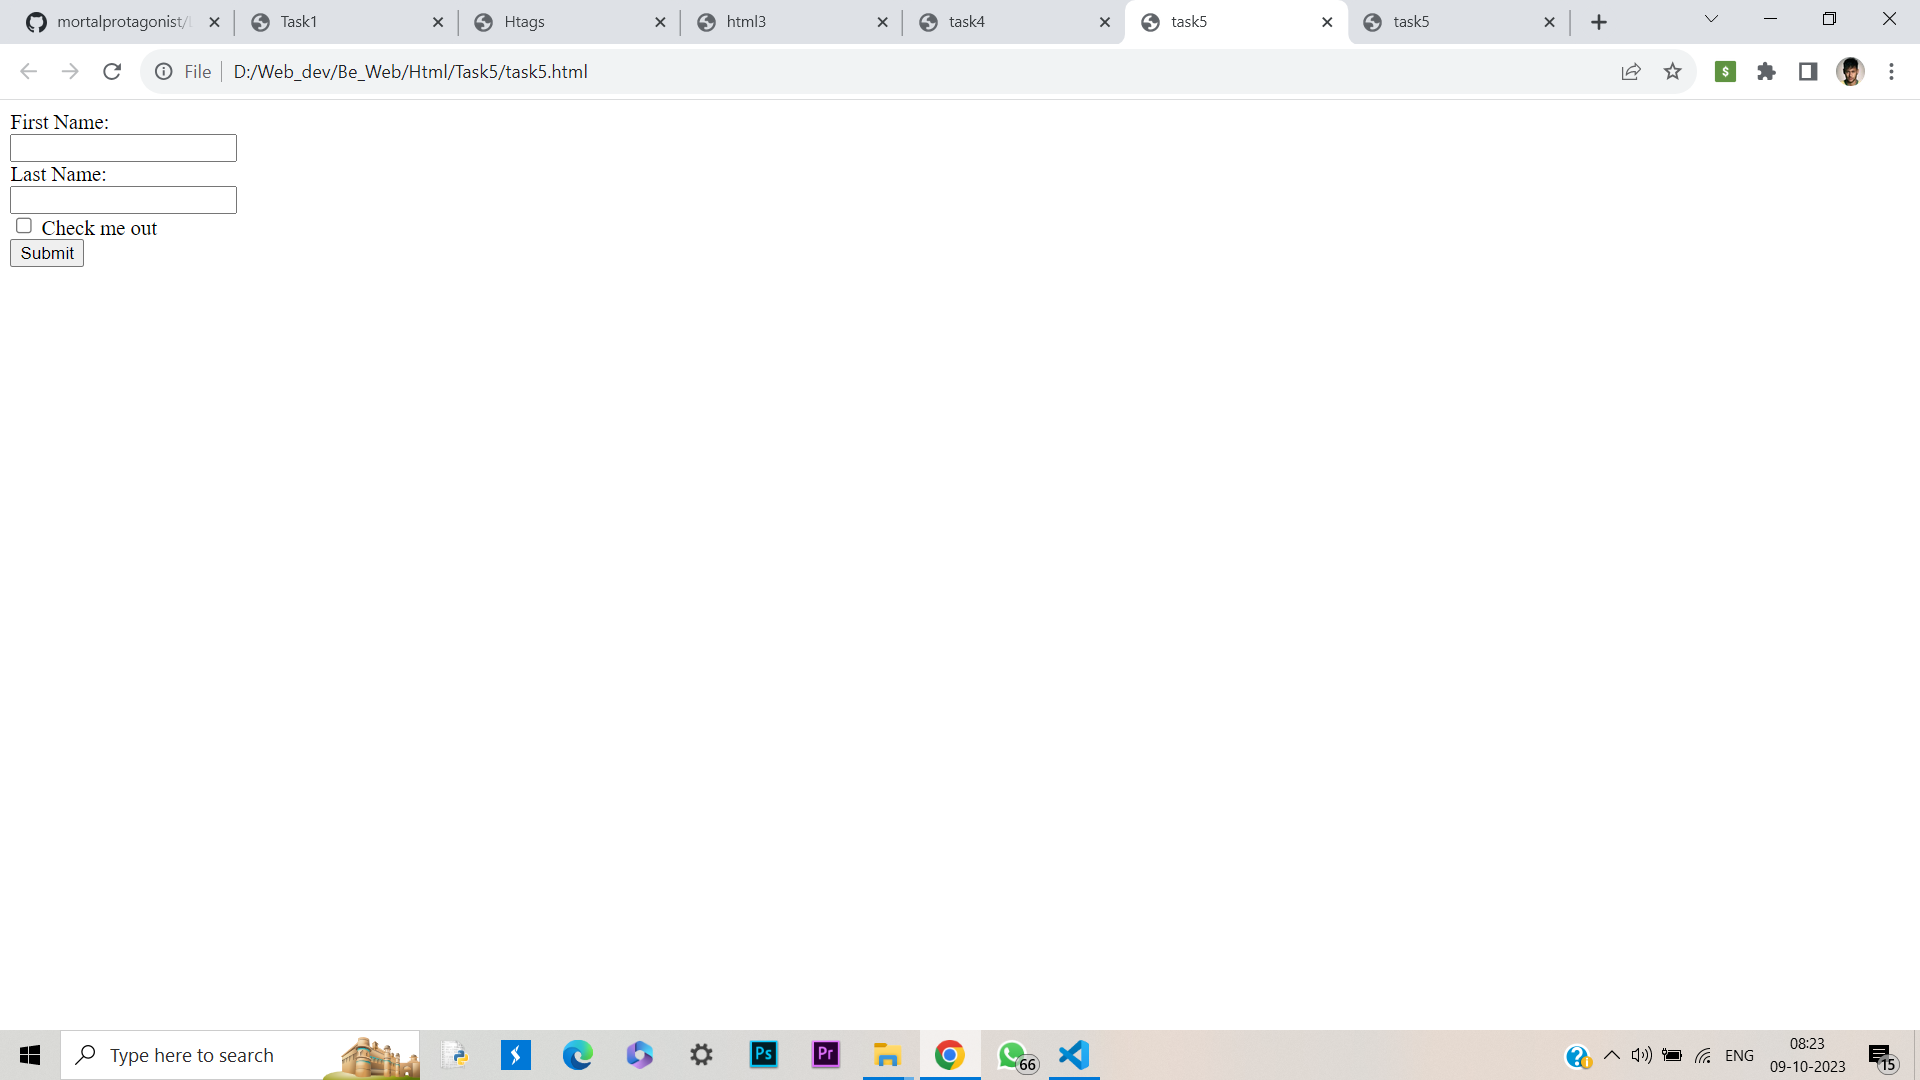 mortalprotagonist/
Task1
Htags
html3
task4
task5
task5
File
D:/Web_dev/Be_Web/Html/Task5/task5.html
$
First Name:
Last Name:
Check me out
Submit
Type here to search
Ps
Pr
66
ENG
08:23
09-10-2023
15